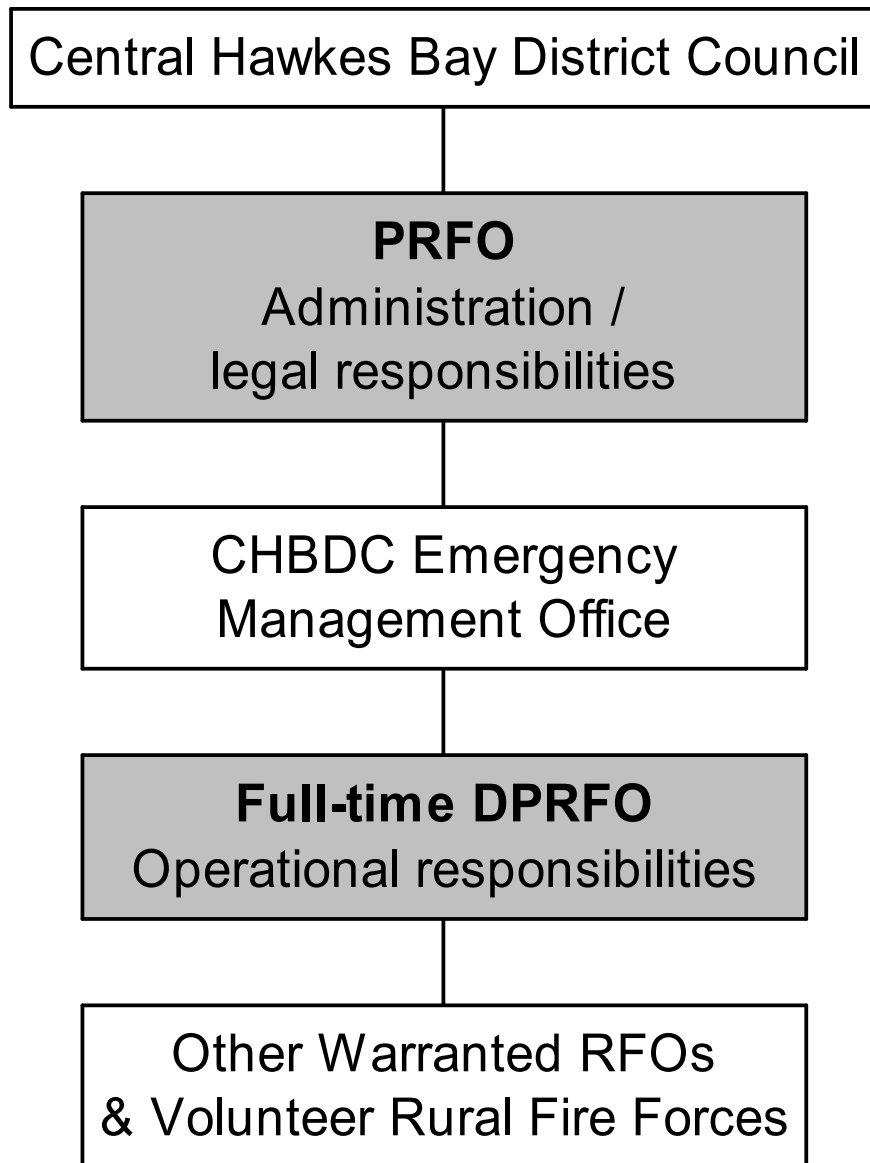 Central Hawkes Bay District Council
PRFO
Administration /
legal responsibilities
CHBDC Emergency
Management Office
Full-time DPRFO
Operational responsibilities
Other Warranted RFOs
& Volunteer Rural Fire Forces